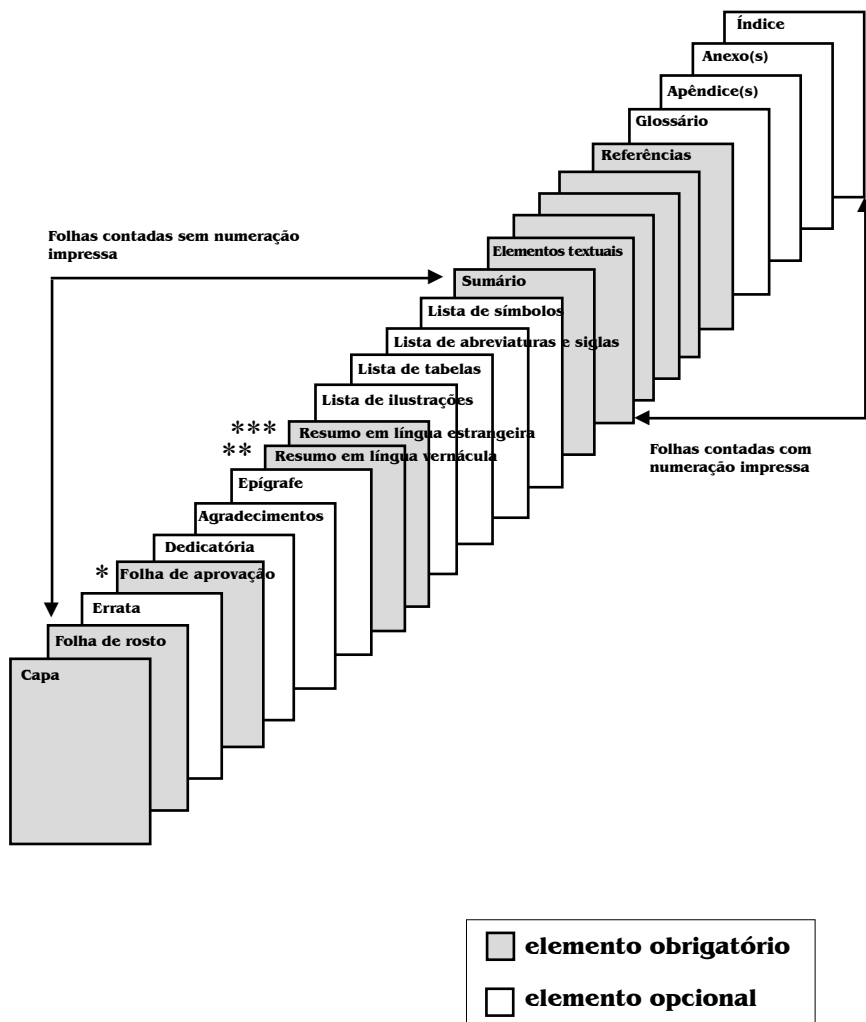 Índice
Anexo(s)
Apêndice(s)
Glossário
Referências
Folhas contadas sem numeração
impressa
Elementos textuais
Sumário
Lista de símbolos
Lista de abreviaturas e siglas
Lista de tabelas
Lista de ilustrações
*** Resumo em língua estrangeira
** Resumo em língua vernácula
Folhas contadas com
numeração impressa
Epígrafe
Agradecimentos
Dedicatória
* Folha de aprovação
Errata
Folha de rosto
Capa
elemento obrigatório
elemento opcional